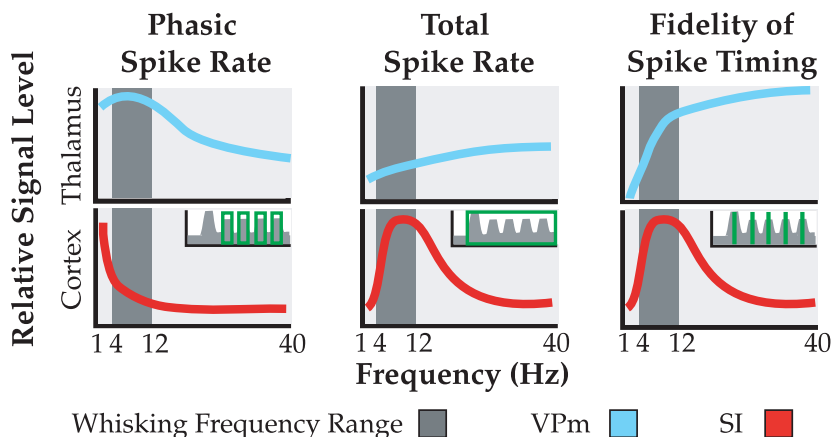 Phasic
Spike Rate
Total
Spike Rate
Fidelity of
Spike Timing
Relative Signal Level
Thalamus
Cortex
1 4 12 40
1 4 12 40
1 4 12 40
Frequency (Hz)
Whisking Frequency Range VPm SI